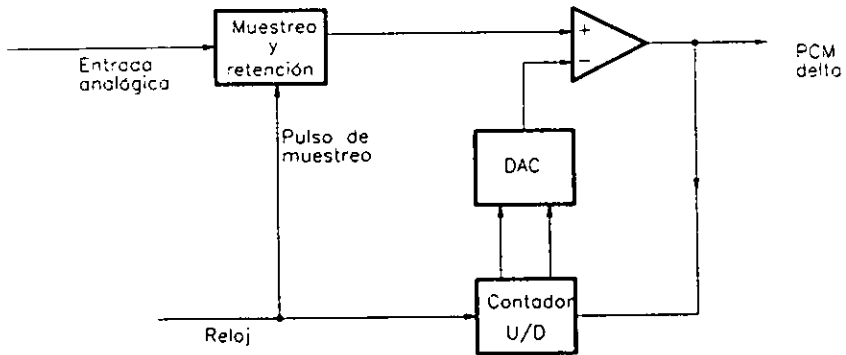 Muestreo
y
retención
Entrada
analógica
Pulso de
muestreo
+
−
PCM
delta
DAC
Contador
U/D
Reloj